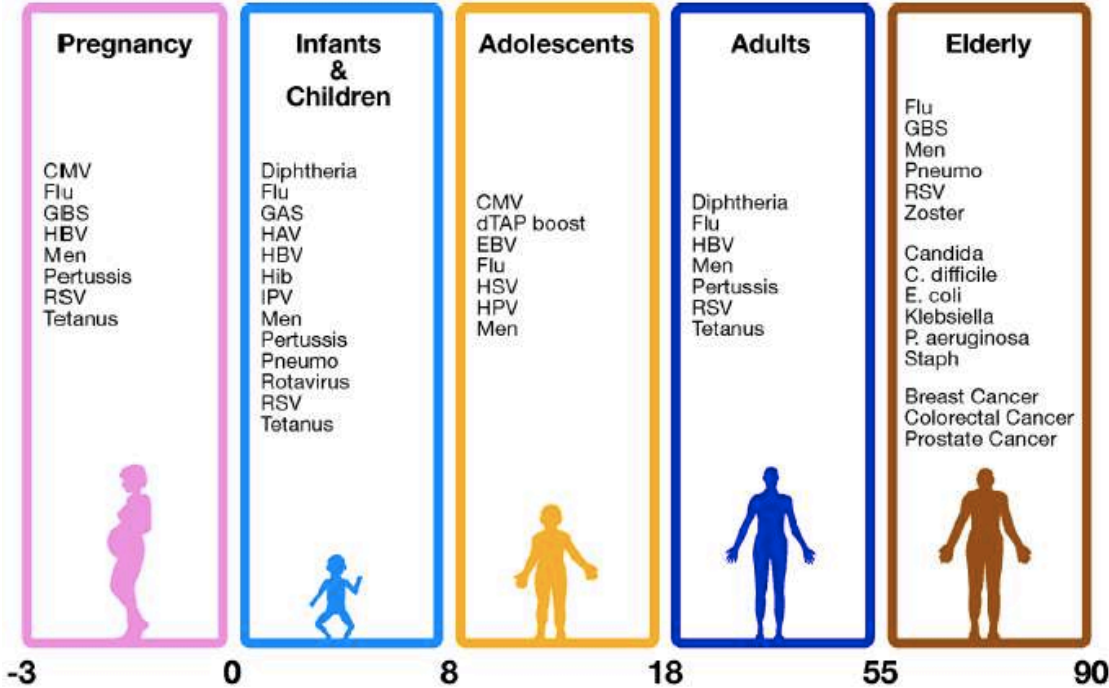 Pregnancy
CMV
Flu
GBS
HBV
Men
Pertussis
RSV
Tetanus
Infants
&
Children
Diphtheria
Flu
GAS
HAV
HBV
Hib
IPV
Men
Pertussis
Pneumo
Rotavirus
RSV
Tetanus
Adolescents
CMV
dTAP boost
EBV
Flu
HSV
HPV
Men
Adults
Diphtheria
Flu
HBV
Men
Pertussis
RSV
Tetanus
Elderly
Flu
GBS
Men
Pneumo
RSV
Zoster
Candida
C. difficile
E. coli
Klebsiella
P. aeruginosa
Staph
Breast Cancer
Colorectal Cancer
Prostate Cancer
-3 0 8 18 55 90